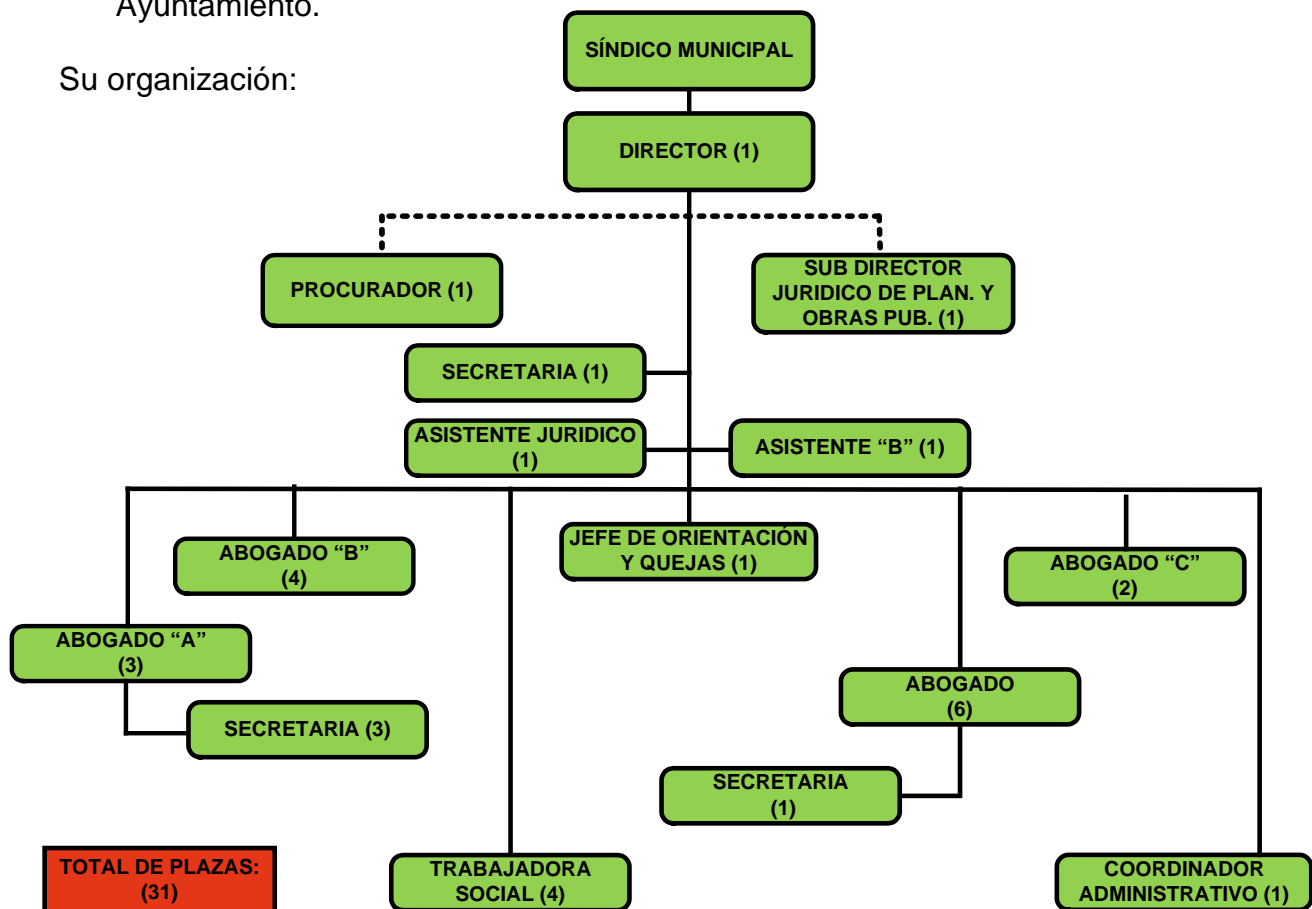 Ayuntamiento.
Su organización:
SÍNDICO MUNICIPAL
DIRECTOR (1)
PROCURADOR (1)
SUB DIRECTOR
JURIDICO DE PLAN. Y
OBRAS PUB. (1)
SECRETARIA (1)
ASISTENTE JURIDICO
(1)
ASISTENTE “B” (1)
ABOGADO “B”
(4)
JEFE DE ORIENTACIÓN
Y QUEJAS (1)
ABOGADO “C”
(2)
ABOGADO “A”
(3)
ABOGADO
(6)
SECRETARIA (3)
SECRETARIA
(1)
TOTAL DE PLAZAS:
(31)
TRABAJADORA
SOCIAL (4)
COORDINADOR
ADMINISTRATIVO (1)